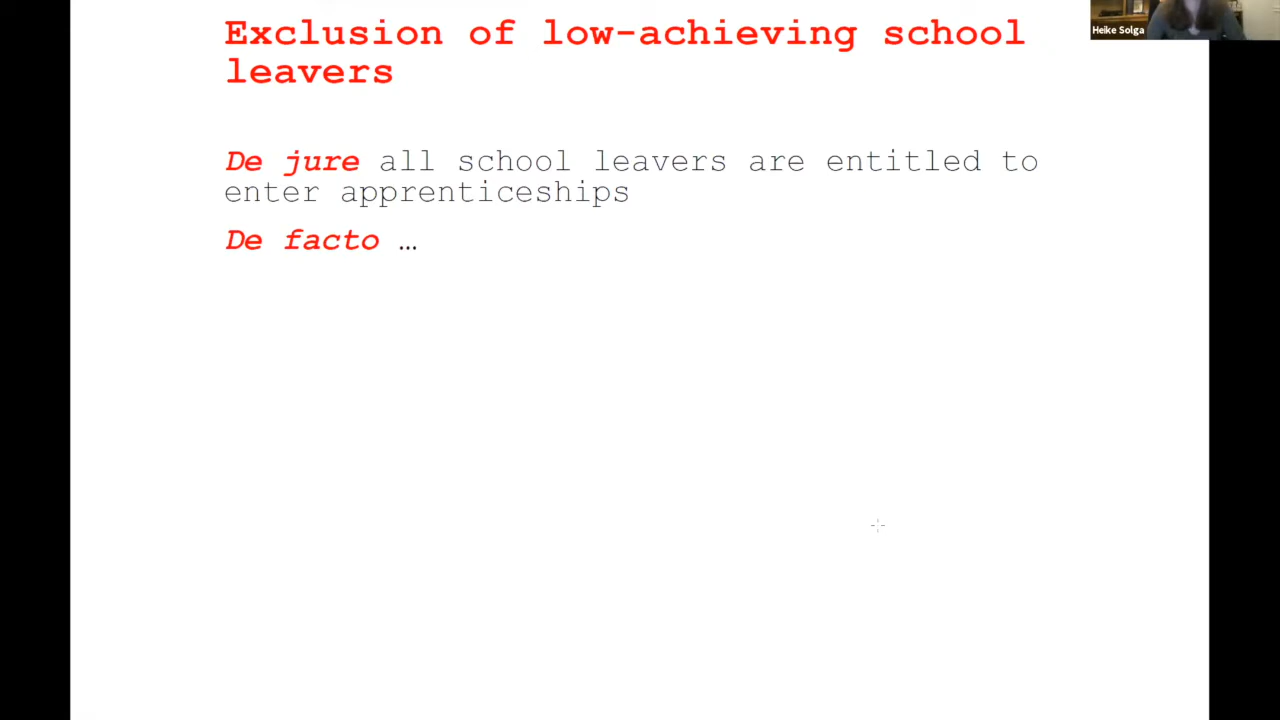 Exclusion of low-achieving school
leavers
Heike Solga
De jure all school leavers are entitled to
enter apprenticeships
De facto …